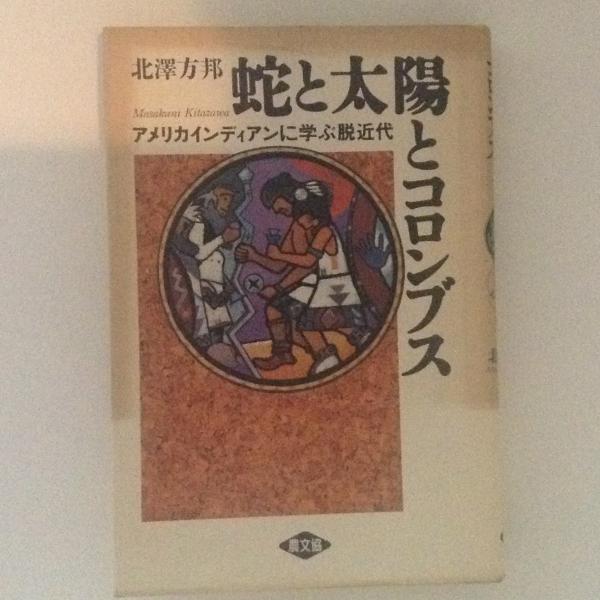 北澤方邦
Masakuni Kitazawa
蛇と太陽とコロンブス
アメリカインディアンに学ぶ脱近代
農文協